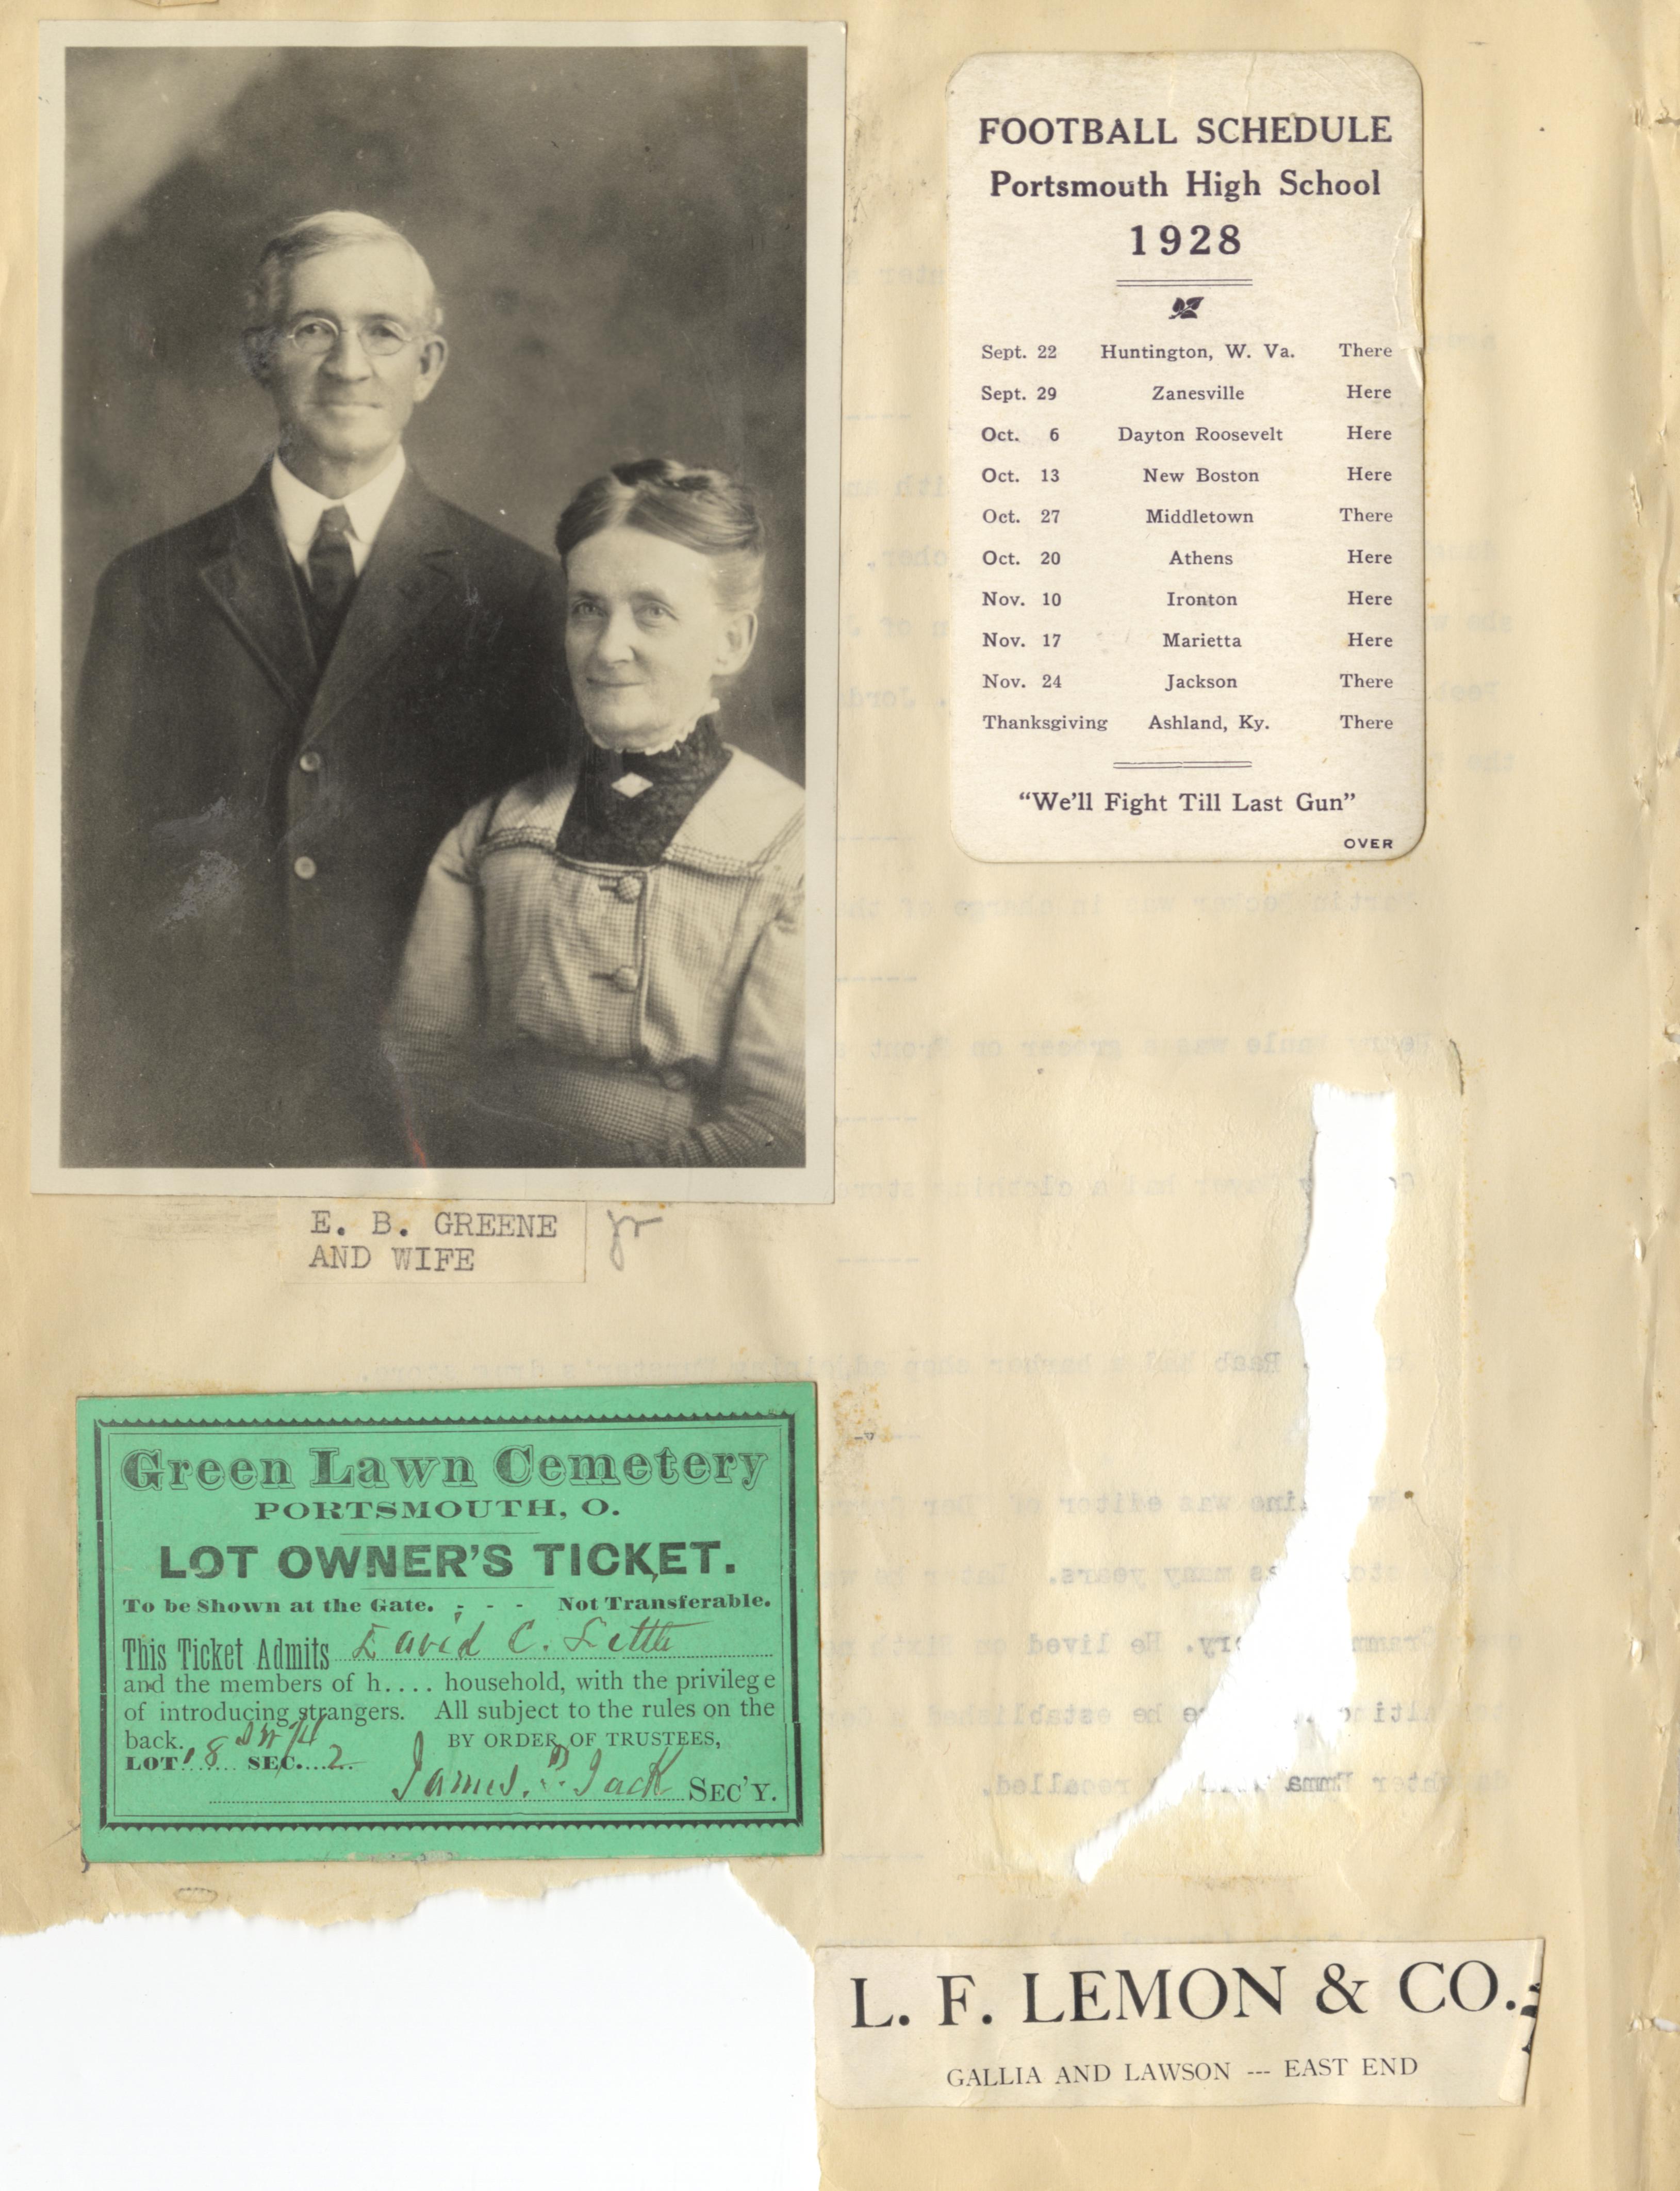 E. B. GREENE jr
AND WIFE
FOOTBALL SCHEDULE
Portsmouth High School
1928
Sept. 22 Huntington, W. Va. There
Sept. 29 Zanesville Here
Oct. 6 Dayton Roosevelt Here
Oct. 13 New Boston Here
Oct. 27 Middletown There
Oct. 20 Athens Here
Nov. 10 Ironton Here
Nov. 17 Marietta Here
Nov. 24 Jackson There
Thanksgiving Ashland, Ky. There
"We'll Fight Till Last Gun"
OVER
Green Lawn Cemetery
PORTSMOUTH, O.
LOT OWNER'S TICKET.
To be Shown at the Gate. - - - Not Transferable.
This Ticket Admits David C. Little
and the members of h.... household, with the privilege
of introducing strangers. All subject to the rules on the
back. BY ORDER OF TRUSTEES,
LOT 8 SEC. 2
James Jack SEC'Y.
L. F. LEMON & CO.
GALLIA AND LAWSON --- EAST END